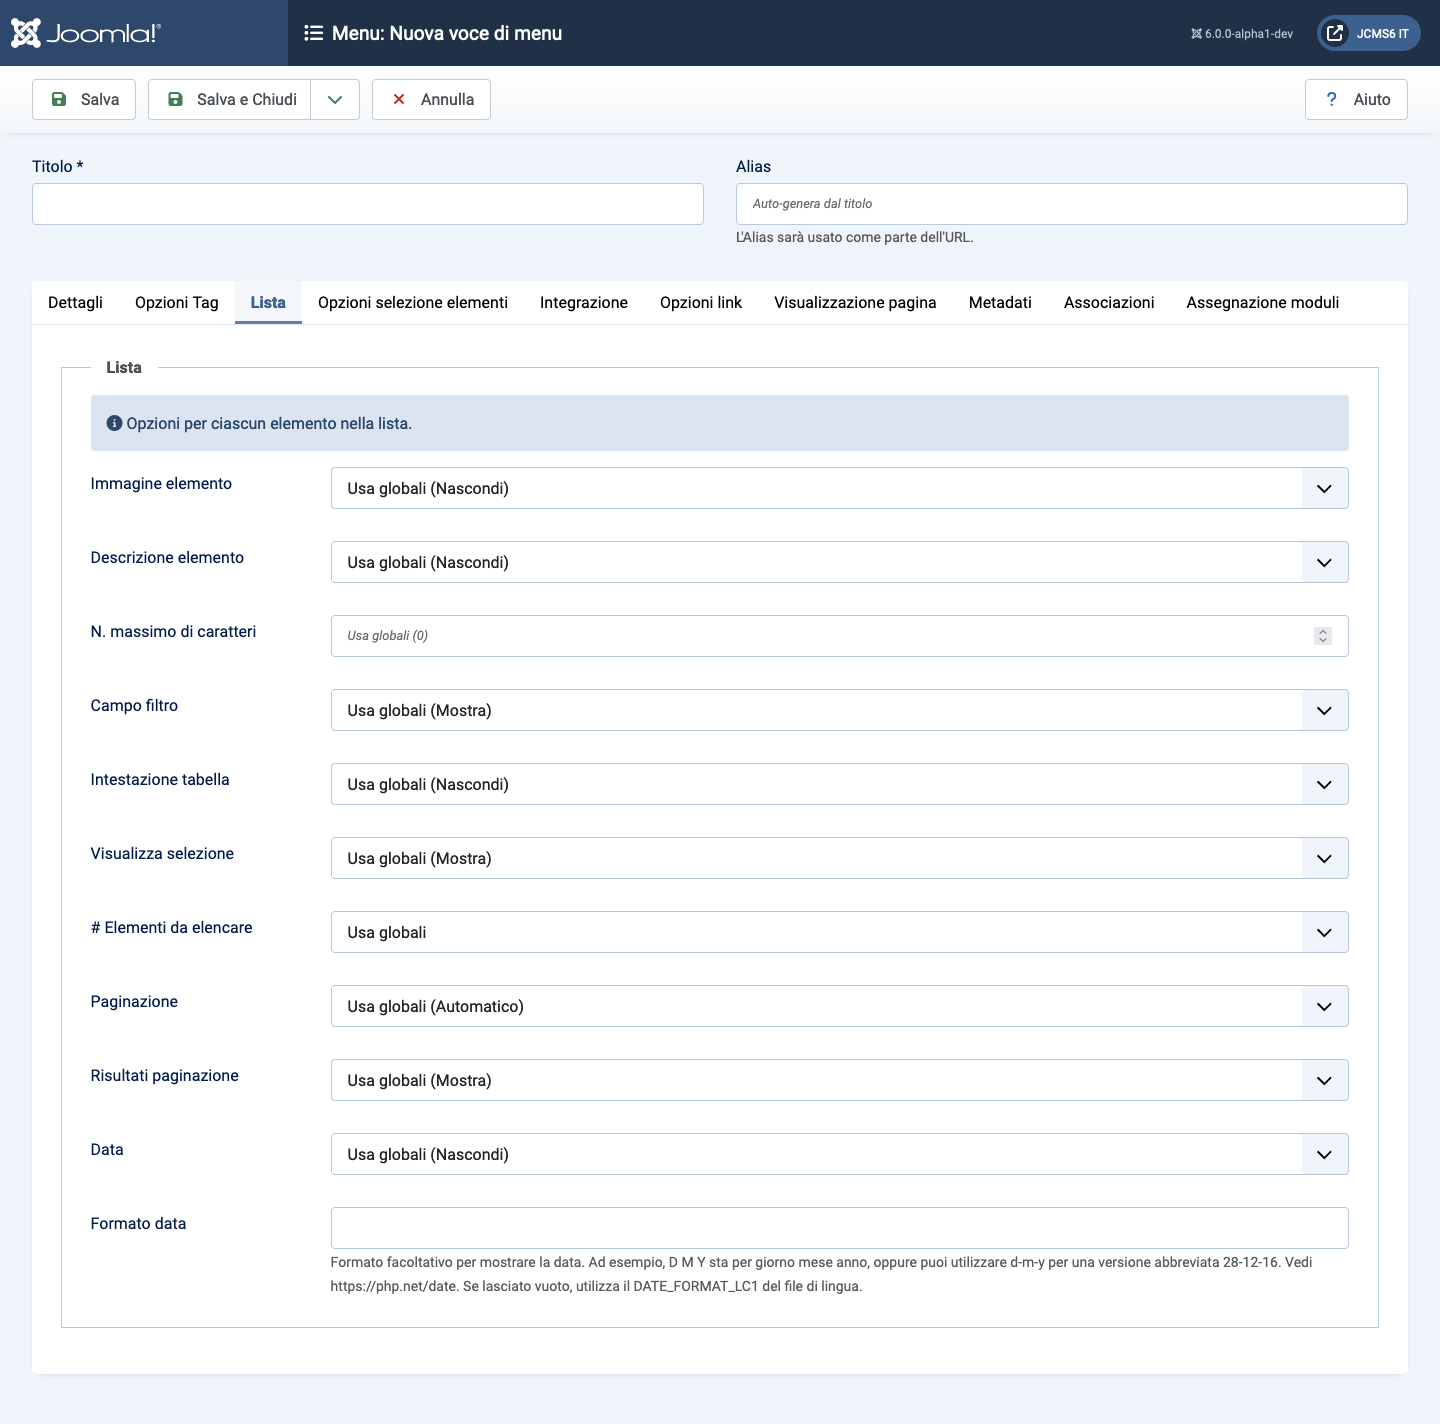 Joomla!®
Menu: Nuova voce di menu
6.0.0-alpha1-dev
JCMS6 IT
Salva
Salva e Chiudi
Annulla
? Aiuto
Titolo *
Alias
Auto-genera dal titolo
L'Alias sarà usato come parte dell'URL.
Dettagli
Opzioni Tag
Lista
Opzioni selezione elementi
Integrazione
Opzioni link
Visualizzazione pagina
Metadati
Associazioni
Assegnazione moduli
Lista
Opzioni per ciascun elemento nella lista.
Immagine elemento
Usa globali (Nascondi)
Descrizione elemento
Usa globali (Nascondi)
N. massimo di caratteri
Usa globali (0)
Campo filtro
Usa globali (Mostra)
Intestazione tabella
Usa globali (Nascondi)
Visualizza selezione
Usa globali (Mostra)
# Elementi da elencare
Usa globali
Paginazione
Usa globali (Automatico)
Risultati paginazione
Usa globali (Mostra)
Data
Usa globali (Nascondi)
Formato data
Formato facoltativo per mostrare la data. Ad esempio, D M Y sta per giorno mese anno, oppure puoi utilizzare d-m-y per una versione abbreviata 28-12-16. Vedi
https://php.net/date. Se lasciato vuoto, utilizza il DATE_FORMAT_LC1 del file di lingua.